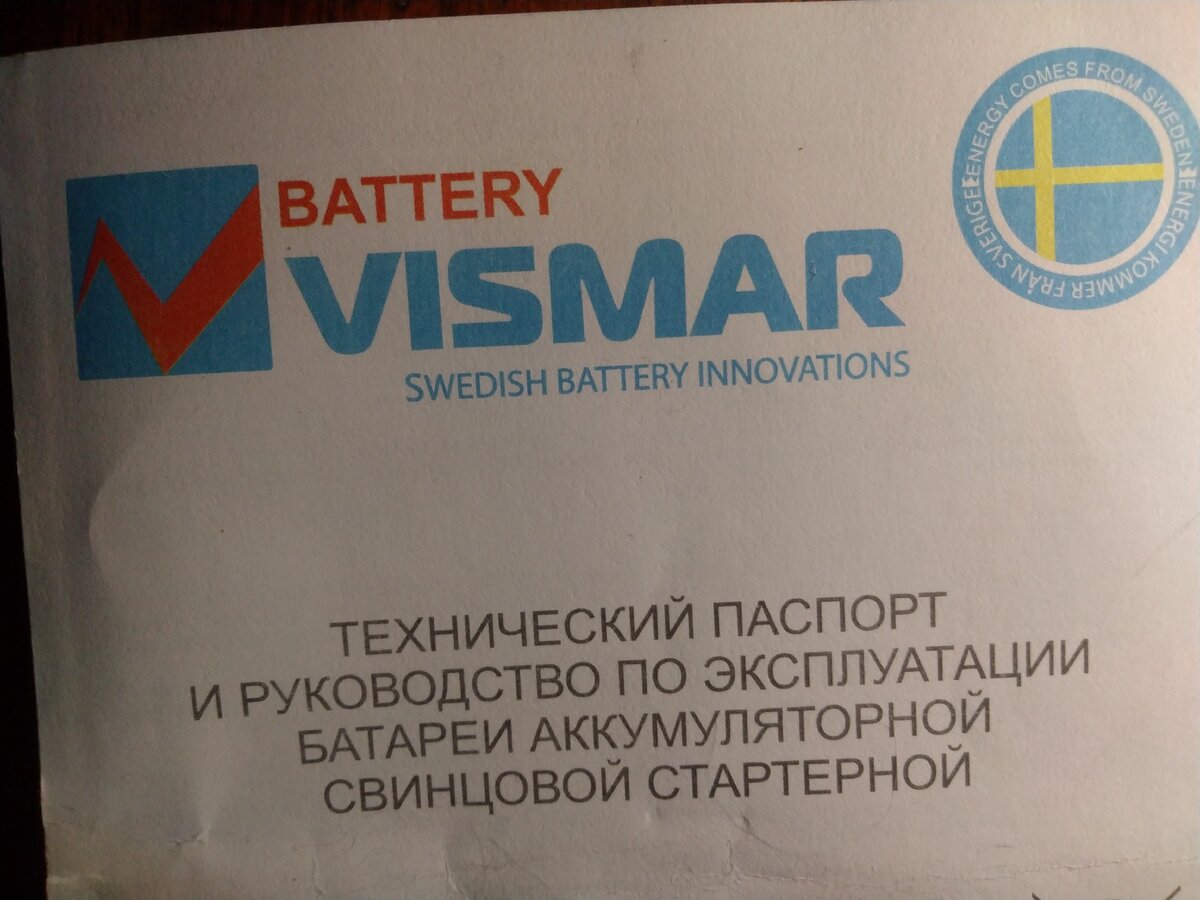 BATTERY
VISMAR
SWEDISH BATTERY INNOVATIONS
ENERGY COMES FROM SWEDEN
ENERGI KOMMER FRÅN SVERIGE
ТЕХНИЧЕСКИЙ ПАСПОРТ
И РУКОВОДСТВО ПО ЭКСПЛУАТАЦИИ
БАТАРЕИ АККУМУЛЯТОРНОЙ
СВИНЦОВОЙ СТАРТЕРНОЙ